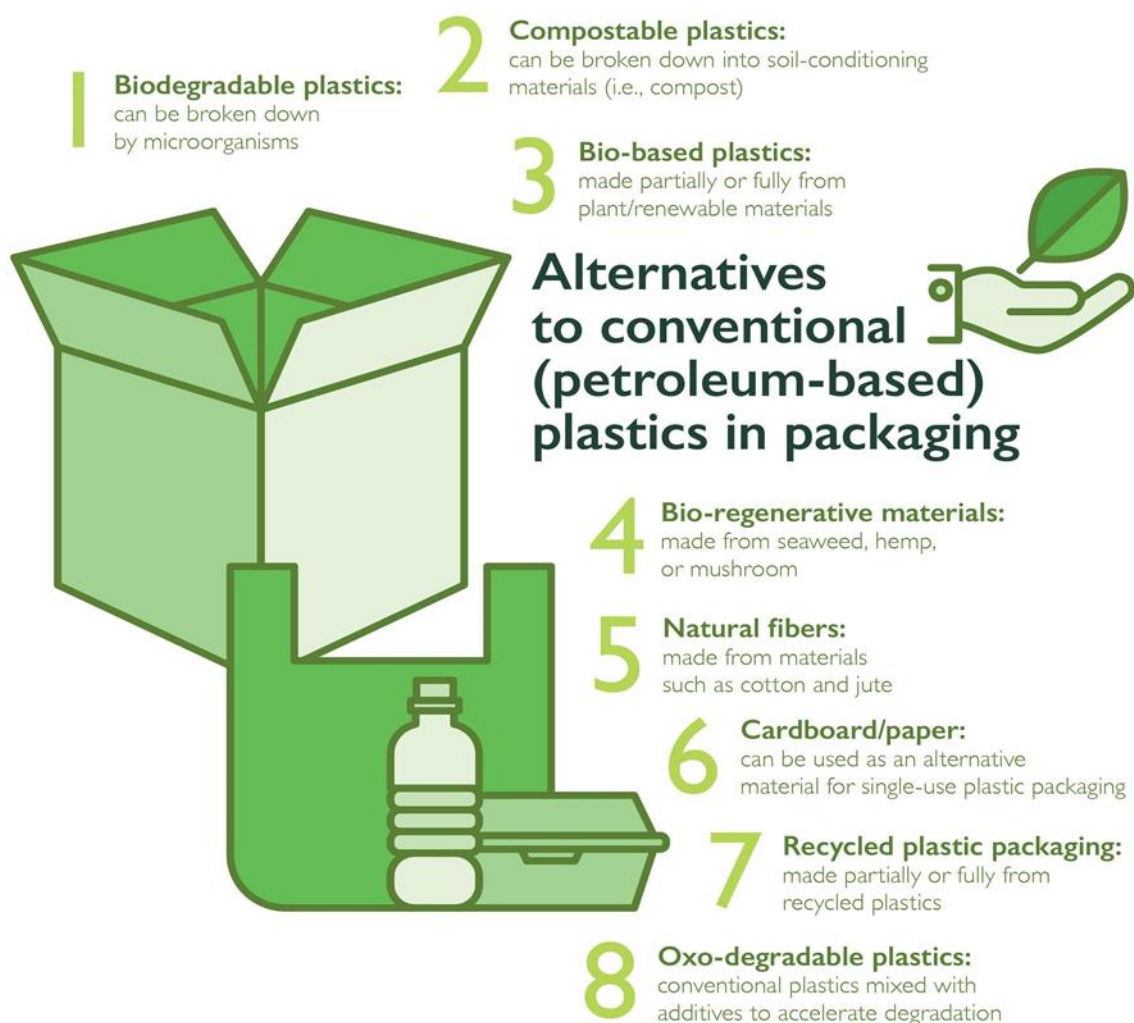 1
Biodegradable plastics:
can be broken down
by microorganisms
2
Compostable plastics:
can be broken down into soil-conditioning
materials (i.e., compost)
3
Bio-based plastics:
made partially or fully from
plant/renewable materials
Alternatives
to conventional
(petroleum-based)
plastics in packaging
4
Bio-regenerative materials:
made from seaweed, hemp,
or mushroom
5
Natural fibers:
made from materials
such as cotton and jute
6
Cardboard/paper:
can be used as an alternative
material for single-use plastic packaging
7
Recycled plastic packaging:
made partially or fully from
recycled plastics
8
Oxo-degradable plastics:
conventional plastics mixed with
additives to accelerate degradation